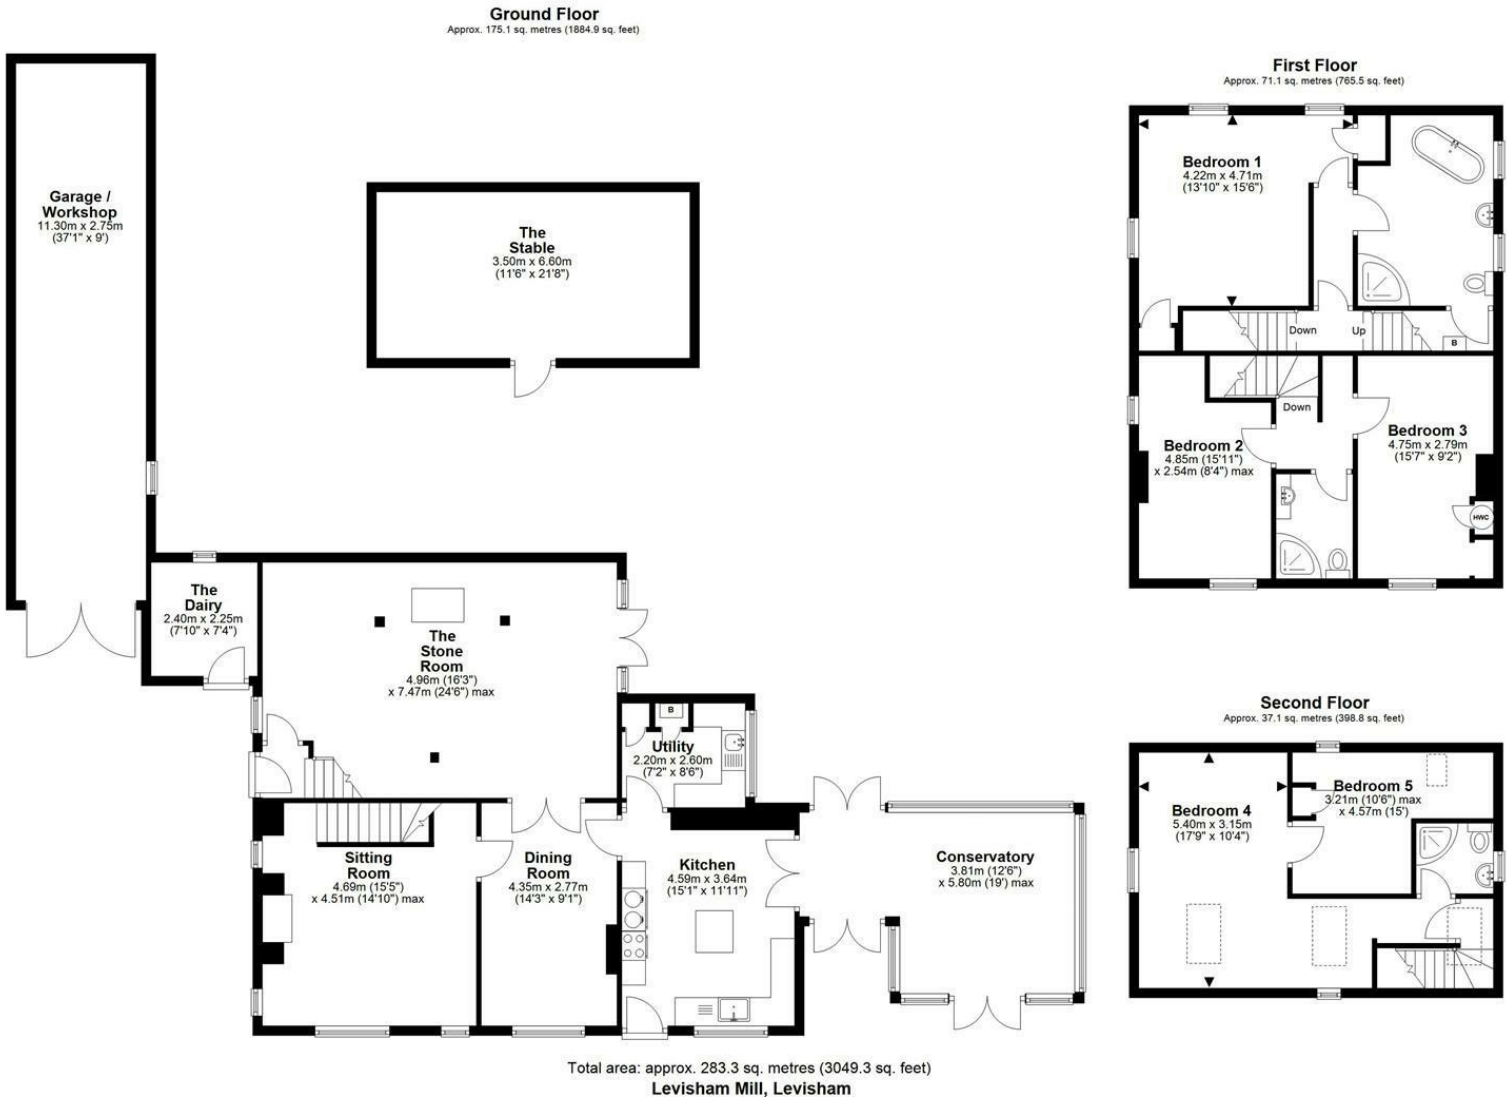 Ground Floor
Approx. 175.1 sq. metres (1884.9 sq. feet)
Garage /
Workshop
11.30m x 2.75m
(37'1" x 9')
The
Stable
3.50m x 6.60m
(11'6" x 21'8")
The
Dairy
2.40m x 2.25m
(7'10" x 7'4")
The
Stone
Room
4.96m (16'3")
x 7.47m (24'6") max
B
Utility
2.20m x 2.60m
(7'2" x 8'6")
Sitting
Room
4.69m (15'5")
x 4.51m (14'10") max
Dining
Room
4.35m x 2.77m
(14'3" x 9'1")
Kitchen
4.59m x 3.64m
(15'1" x 11'11")
Conservatory
3.81m (12'6")
x 5.80m (19') max
First Floor
Approx. 71.1 sq. metres (765.5 sq. feet)
Bedroom 1
4.22m x 4.71m
(13'10" x 15'6")
Down
Up
B
Down
Bedroom 2
4.85m (15'11")
x 2.54m (8'4") max
Bedroom 3
4.75m x 2.79m
(15'7" x 9'2")
HWC
Second Floor
Approx. 37.1 sq. metres (398.8 sq. feet)
Bedroom 4
5.40m x 3.15m
(17'9" x 10'4")
Bedroom 5
3.21m (10'6") max
x 4.57m (15')
Total area: approx. 283.3 sq. metres (3049.3 sq. feet)
Levisham Mill, Levisham